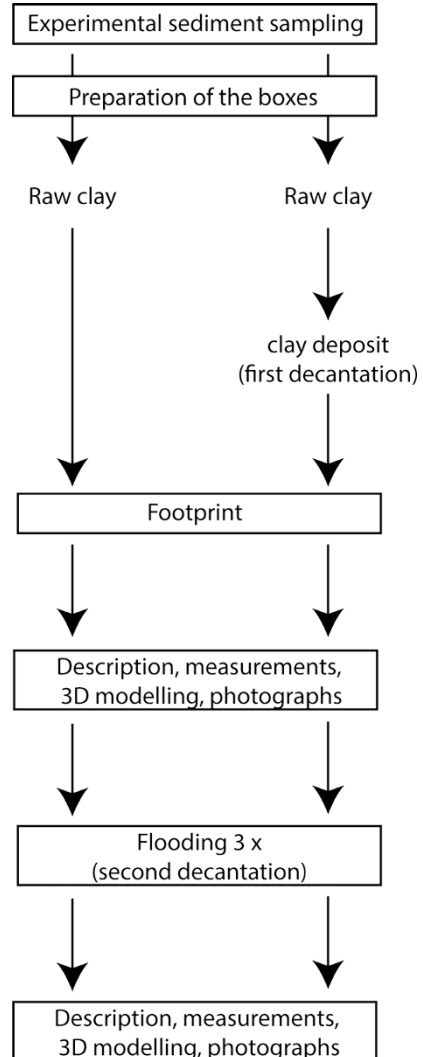 Experimental sediment sampling
Preparation of the boxes
Raw clay
Raw clay
clay deposit
(first decantation)
Footprint
Description, measurements,
3D modelling, photographs
Flooding 3 x
(second decantation)
Description, measurements,
3D modelling, photographs